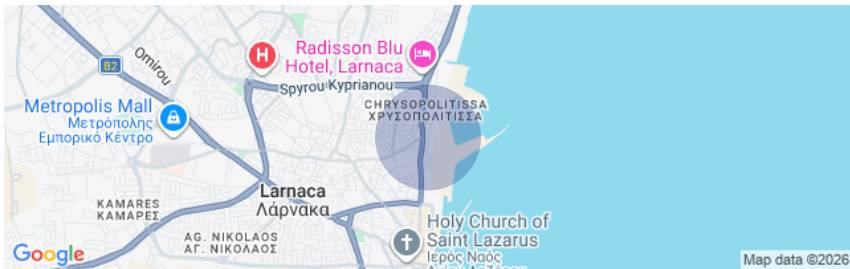 Omirou
B2
H
Radisson Blu
Hotel, Larnaca
Spyrou Kyprianou
CHRYSOPOLITISSA
ΧΡΥΣΟΠΟΛΙΤΙΣΣΑ
Metropolis Mall
Μετρόπολης
Εμπορικό Κέντρο
Larnaca
Λάρνακα
KAMARES
ΚΑΜΑΡΕΣ
AG. NIKOLAOS
ΑΓ. ΝΙΚΟΛΑΟΣ
Holy Church of
Saint Lazarus
Ιερός Ναός
Google
Map data ©2026